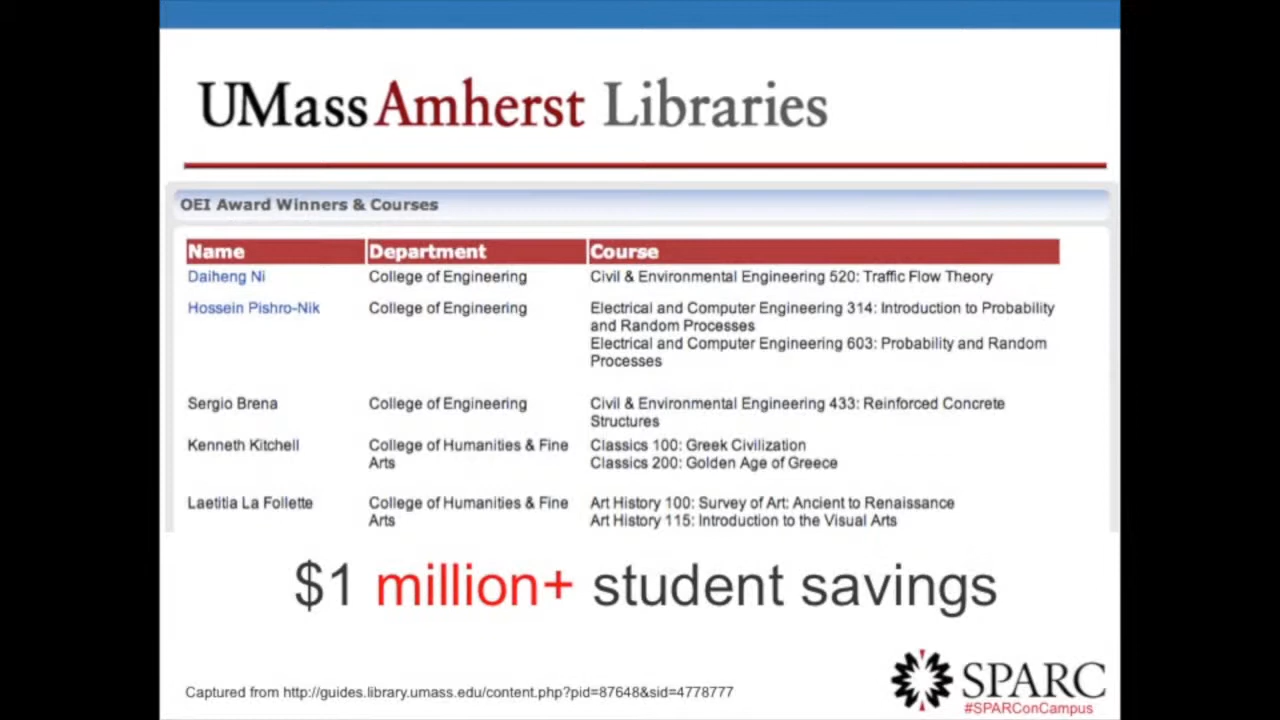 UMassAmherst Libraries
OEI Award Winners & Courses
Name Department Course
Daiheng Ni College of Engineering Civil & Environmental Engineering 520: Traffic Flow Theory
Hossein Pishro-Nik College of Engineering Electrical and Computer Engineering 314: Introduction to Probability
and Random Processes
Electrical and Computer Engineering 603: Probability and Random
Processes
Sergio Brena College of Engineering Civil & Environmental Engineering 433: Reinforced Concrete
Structures
Kenneth Kitchell College of Humanities & Fine Classics 100: Greek Civilization
Arts Classics 200: Golden Age of Greece
Laetitia La Follette College of Humanities & Fine Art History 100: Survey of Art: Ancient to Renaissance
Arts Art History 115: Introduction to the Visual Arts
$1 million+ student savings
Captured from http://guides.library.umass.edu/content.php?pid=87648&sid=4778777
SPARC
#SPARConCampus